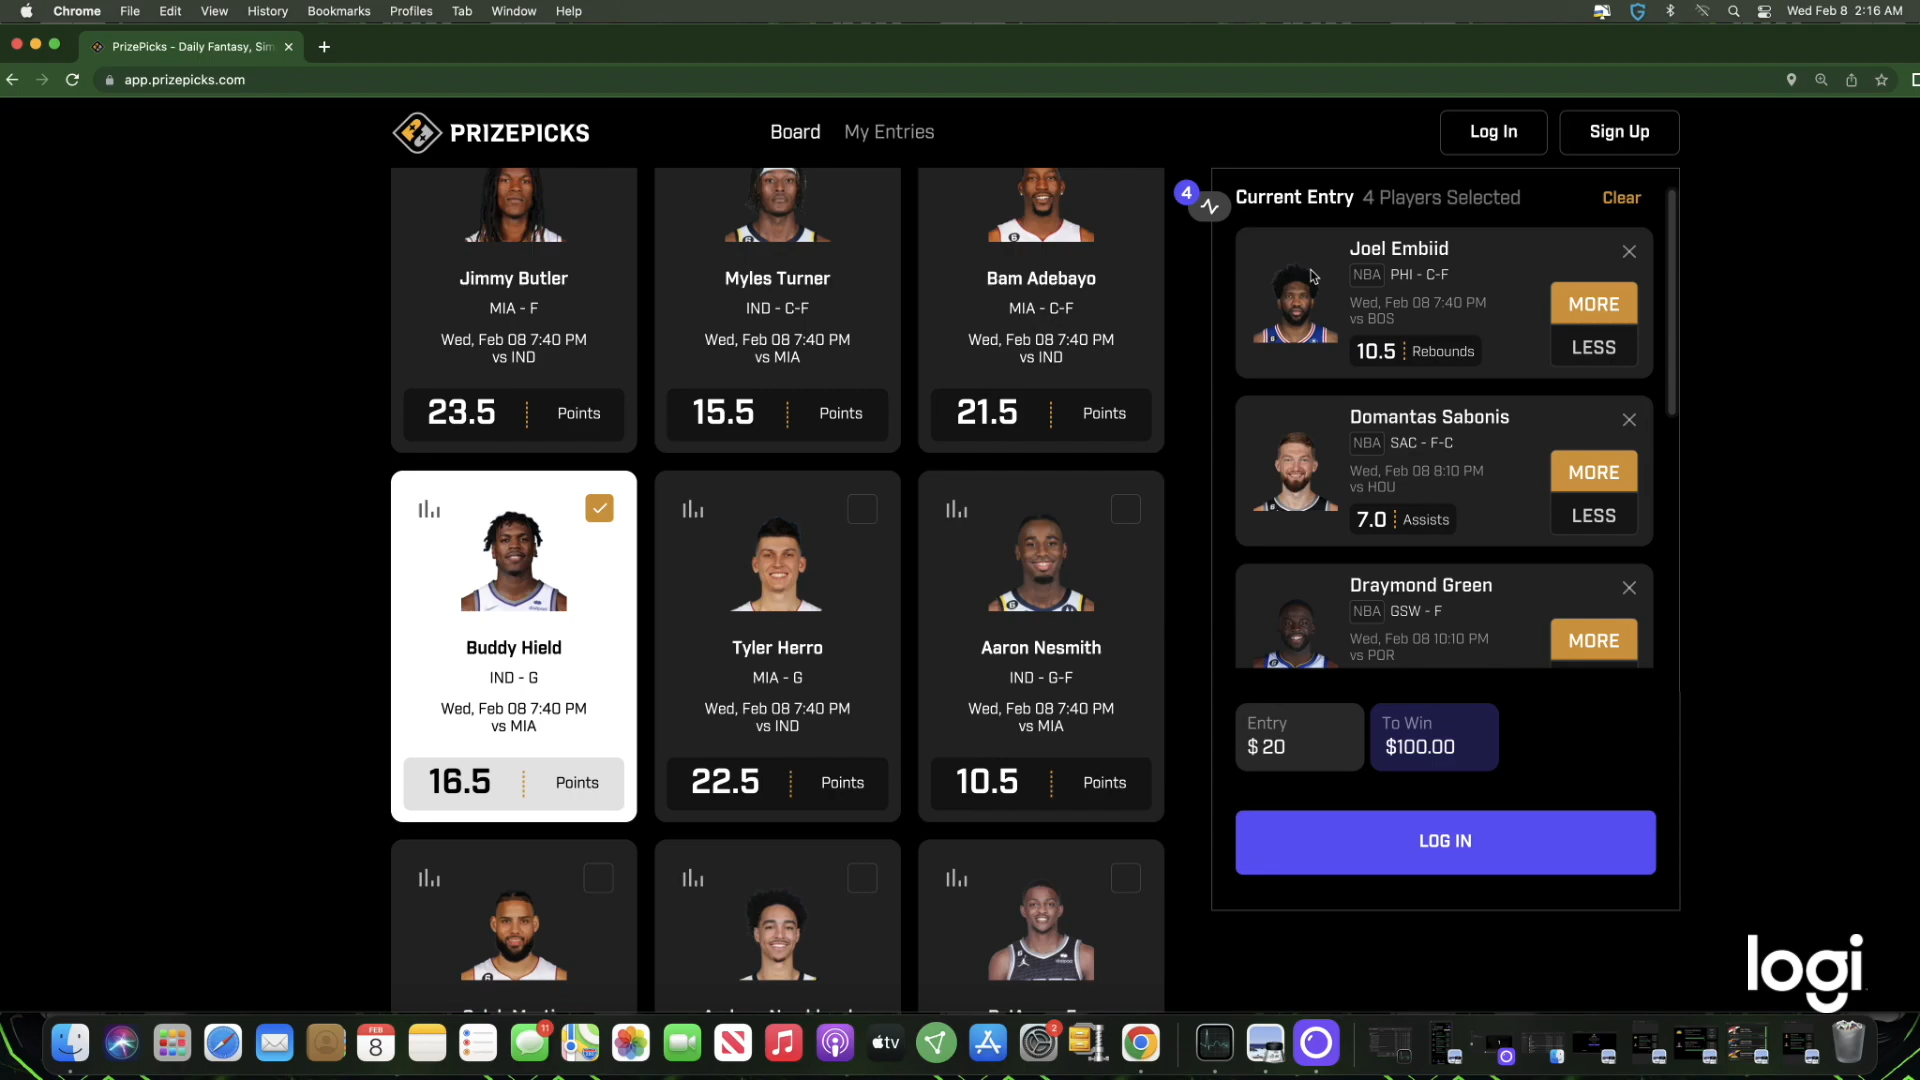 Chrome File Edit View History Bookmarks Profiles Tab Window Help
Wed Feb 8 2:16 AM
PrizePicks - Daily Fantasy, Sim
app.prizepicks.com
PRIZEPICKS
Board My Entries
Log In Sign Up
Jimmy Butler
MIA - F
Wed, Feb 08 7:40 PM
vs IND
23.5 Points
Myles Turner
IND - C-F
Wed, Feb 08 7:40 PM
vs MIA
15.5 Points
Bam Adebayo
MIA - C-F
Wed, Feb 08 7:40 PM
vs IND
21.5 Points
Buddy Hield
IND - G
Wed, Feb 08 7:40 PM
vs MIA
16.5 Points
Tyler Herro
MIA - G
Wed, Feb 08 7:40 PM
vs IND
22.5 Points
Aaron Nesmith
IND - G-F
Wed, Feb 08 7:40 PM
vs MIA
10.5 Points
4
Current Entry 4 Players Selected Clear
Joel Embiid
NBA PHI - C-F
Wed, Feb 08 7:40 PM
vs BOS
10.5 Rebounds
MORE
LESS
Domantas Sabonis
NBA SAC - F-C
Wed, Feb 08 8:10 PM
vs HOU
7.0 Assists
MORE
LESS
Draymond Green
NBA GSW - F
Wed, Feb 08 10:10 PM
vs POR
MORE
Entry
$ 20
To Win
$100.00
LOG IN
logi
FEB
8
11
tv
2